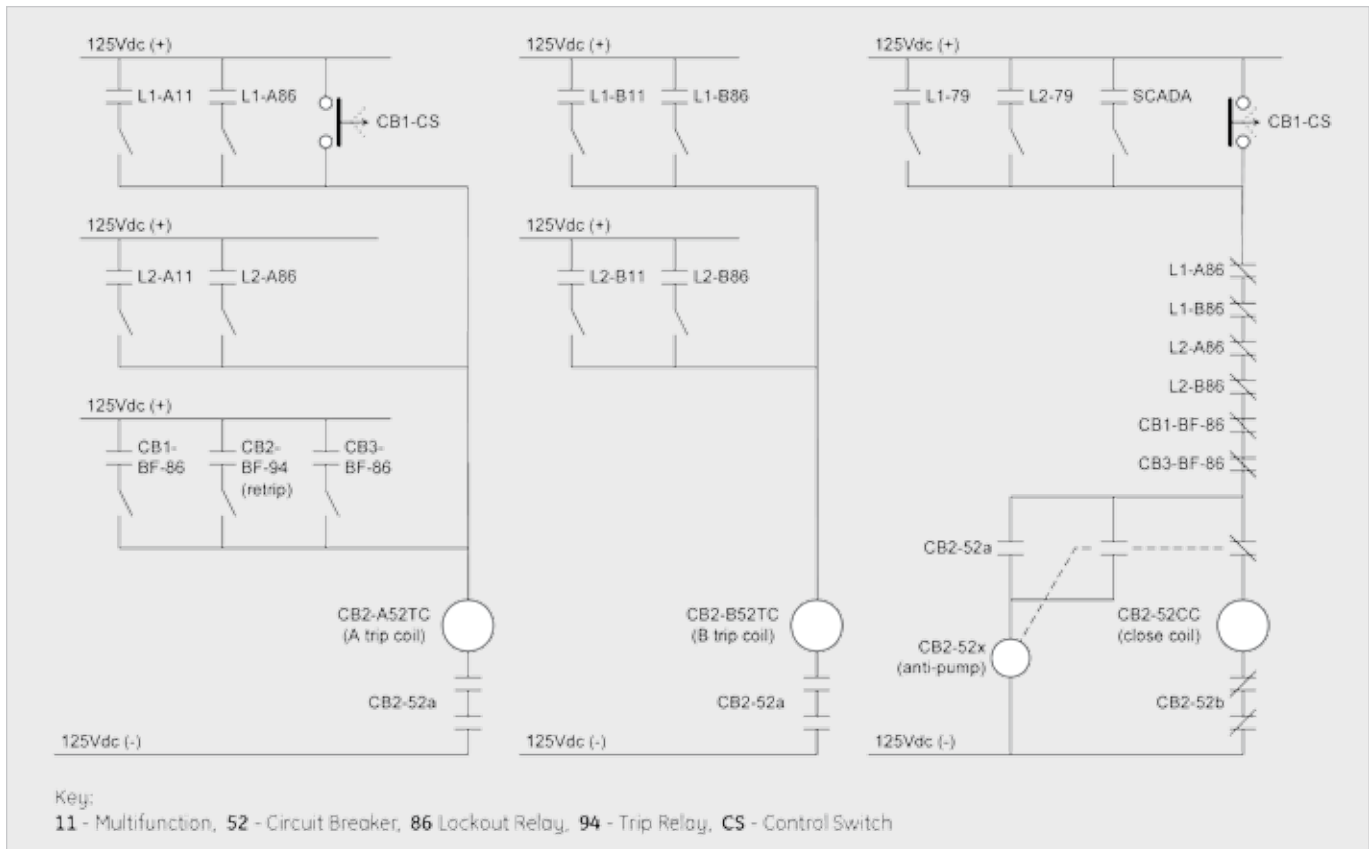 125Vdc (+)
L1-A11
L1-A86
CB1-CS
125Vdc (+)
L2-A11
L2-A86
125Vdc (+)
CB1-
BF-86
CB2-
BF-94
(retrip)
CB3-
BF-86
CB2-A52TC
(A trip coil)
CB2-52a
125Vdc (-)
125Vdc (+)
L1-B11
L1-B86
125Vdc (+)
L2-B11
L2-B86
CB2-B52TC
(B trip coil)
CB2-52a
125Vdc (-)
125Vdc (+)
L1-79
L2-79
SCADA
CB1-CS
L1-A86
L1-B86
L2-A86
L2-B86
CB1-BF-86
CB3-BF-86
CB2-52a
CB2-52x
(anti-pump)
CB2-52CC
(close coil)
CB2-52b
125Vdc (-)
Key:
11 - Multifunction, 52 - Circuit Breaker, 86 Lockout Relay, 94 - Trip Relay, CS - Control Switch